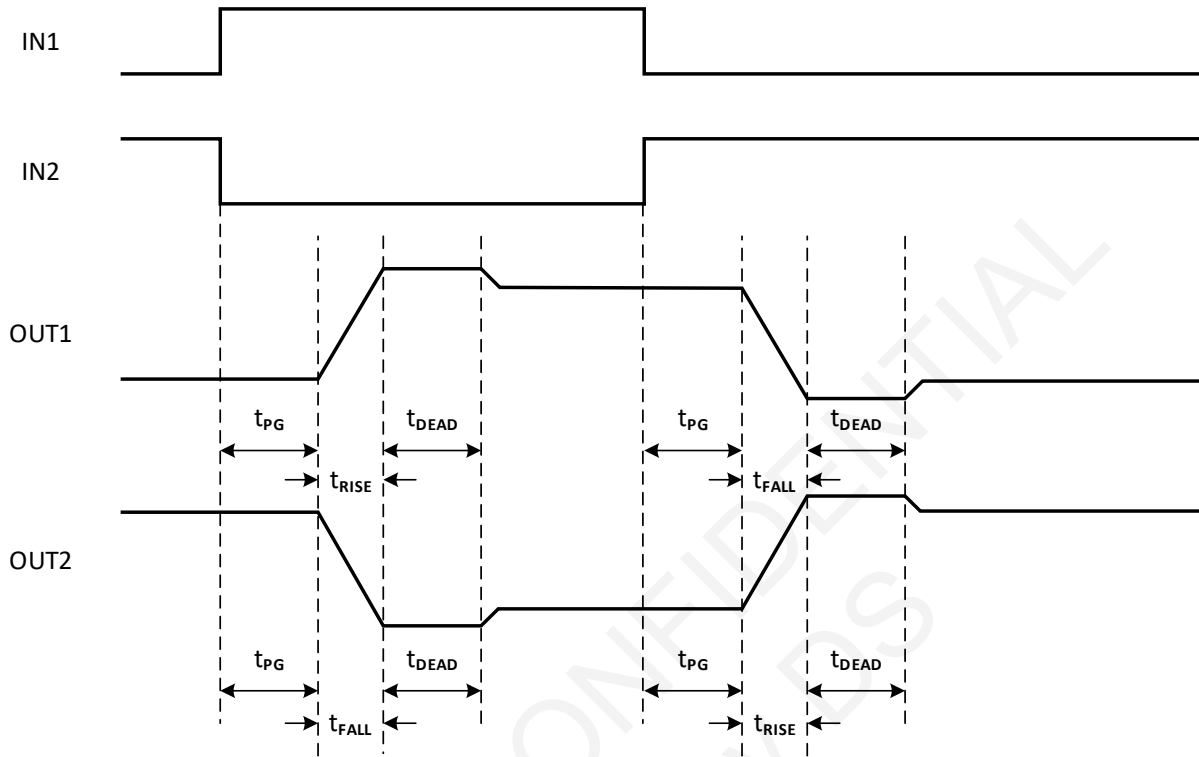 IN1
IN2
OUT1
tPG
tDEAD
tPG
tDEAD
tRISE
tFALL
OUT2
tPG
tDEAD
tPG
tDEAD
tFALL
tRISE